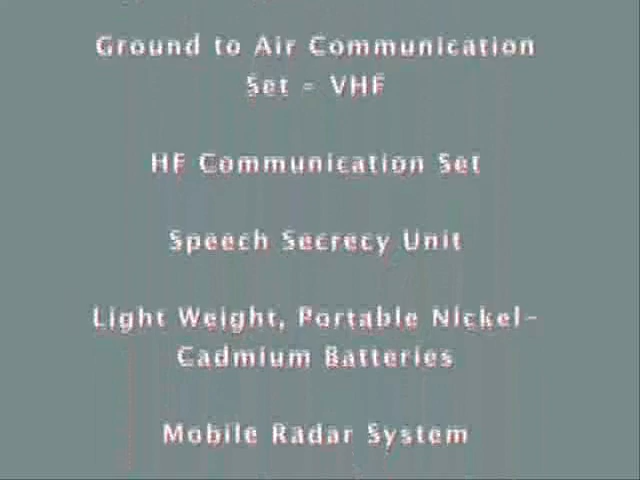 Ground to Air Communication
Set - VHF
HF Communication Set
Speech Secrecy Unit
Light Weight, Portable Nickel-
Cadmium Batteries
Mobile Radar System